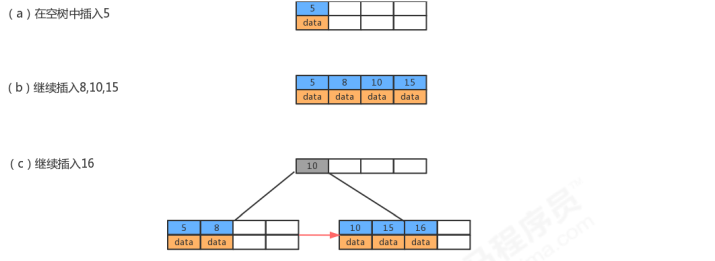 (a) 在空树中插入5
5
data
(b) 继续插入8,10,15
5 8 10 15
data data data data
(c) 继续插入16
10
5 8 10 15 16
data data data data data
马程序员
ma.com